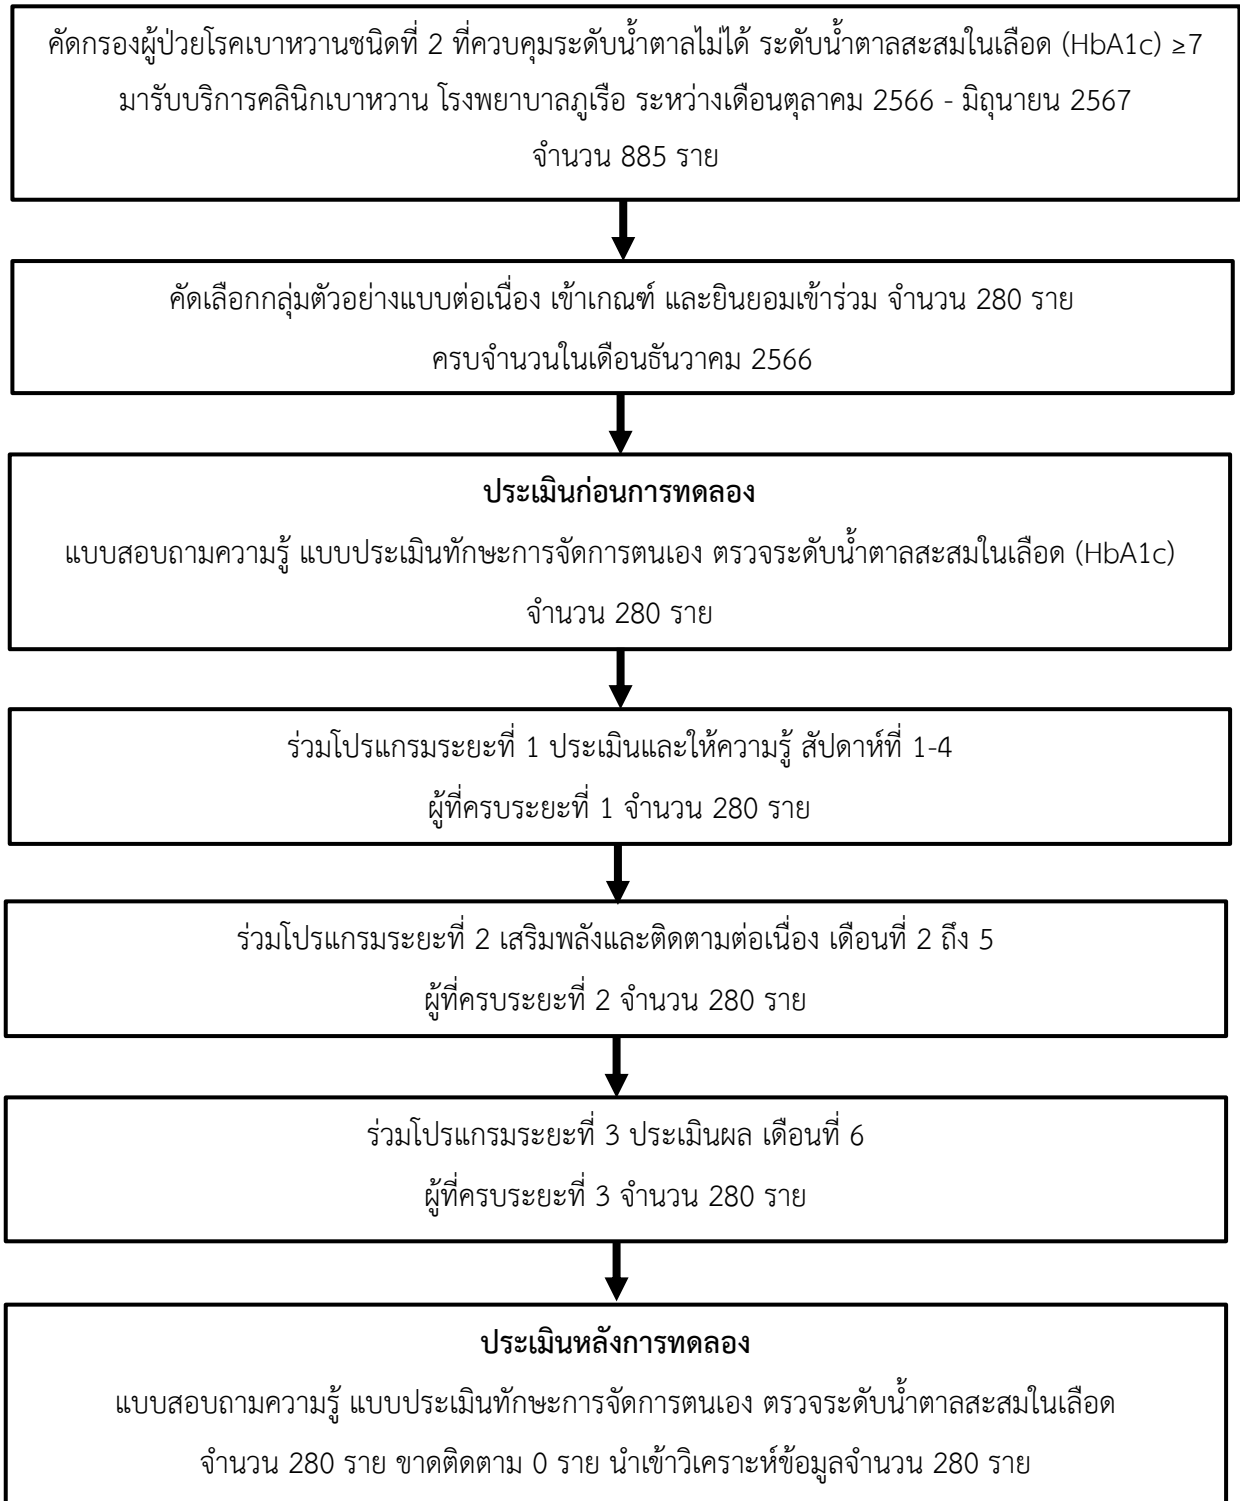 คัดกรองผู้ป่วยโรคเบาหวานชนิดที่ 2 ที่ควบคุมระดับน้ำตาลไม่ได้ ระดับน้ำตาลสะสมในเลือด (HbA1c) ≥7
มารับบริการคลินิกเบาหวาน โรงพยาบาลภูเรือ ระหว่างเดือนตุลาคม 2566 - มิถุนายน 2567
จำนวน 885 ราย
คัดเลือกกลุ่มตัวอย่างแบบต่อเนื่อง เข้าเกณฑ์ และยินยอมเข้าร่วม จำนวน 280 ราย
ครบจำนวนในเดือนธันวาคม 2566
ประเมินก่อนการทดลอง
แบบสอบถามความรู้ แบบประเมินทักษะการจัดการตนเอง ตรวจระดับน้ำตาลสะสมในเลือด (HbA1c)
จำนวน 280 ราย
ร่วมโปรแกรมระยะที่ 1 ประเมินและให้ความรู้ สัปดาห์ที่ 1-4
ผู้ที่ครบระยะที่ 1 จำนวน 280 ราย
ร่วมโปรแกรมระยะที่ 2 เสริมพลังและติดตามต่อเนื่อง เดือนที่ 2 ถึง 5
ผู้ที่ครบระยะที่ 2 จำนวน 280 ราย
ร่วมโปรแกรมระยะที่ 3 ประเมินผล เดือนที่ 6
ผู้ที่ครบระยะที่ 3 จำนวน 280 ราย
ประเมินหลังการทดลอง
แบบสอบถามความรู้ แบบประเมินทักษะการจัดการตนเอง ตรวจระดับน้ำตาลสะสมในเลือด
จำนวน 280 ราย ขาดติดตาม 0 ราย นำเข้าวิเคราะห์ข้อมูลจำนวน 280 ราย